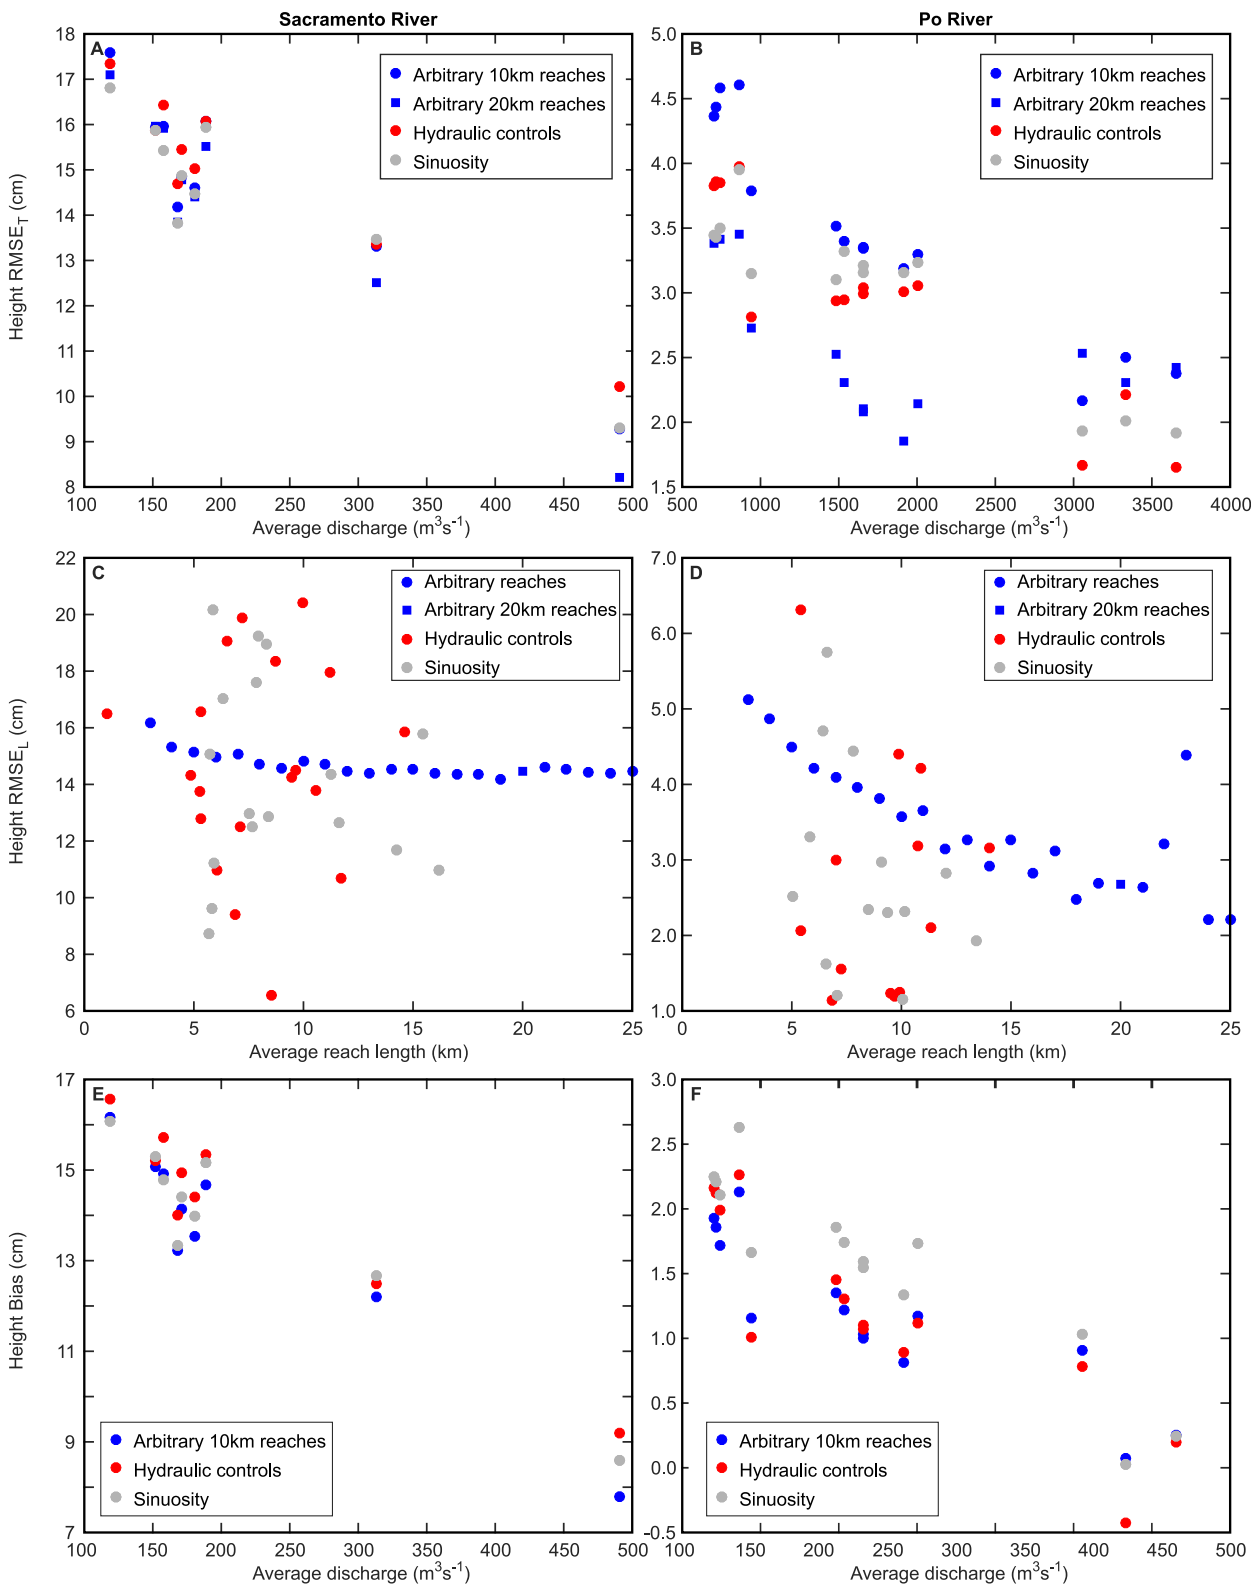 Sacramento River
Po River
A
18
17
16
15
14
13
12
11
10
9
8
Height RMSE_T (cm)
Arbitrary 10km reaches
Arbitrary 20km reaches
Hydraulic controls
Sinuosity
100 150 200 250 300 350 400 450 500
Average discharge (m³s⁻¹)
B
5.0
4.5
4.0
3.5
3.0
2.5
2.0
1.5
Arbitrary 10km reaches
Arbitrary 20km reaches
Hydraulic controls
Sinuosity
500 1000 1500 2000 2500 3000 3500 4000
Average discharge (m³s⁻¹)
C
22
20
18
16
14
12
10
8
6
Height RMSE_L (cm)
Arbitrary reaches
Arbitrary 20km reaches
Hydraulic controls
Sinuosity
0 5 10 15 20 25
Average reach length (km)
D
7.0
6.0
5.0
4.0
3.0
2.0
1.0
Arbitrary reaches
Arbitrary 20km reaches
Hydraulic controls
Sinuosity
0 5 10 15 20 25
Average reach length (km)
E
17
15
13
11
9
7
Height Bias (cm)
Arbitrary 10km reaches
Hydraulic controls
Sinuosity
100 150 200 250 300 350 400 450 500
Average discharge (m³s⁻¹)
F
3.0
2.5
2.0
1.5
1.0
0.5
0.0
-0.5
Arbitrary 10km reaches
Hydraulic controls
Sinuosity
100 150 200 250 300 350 400 450 500
Average discharge (m³s⁻¹)